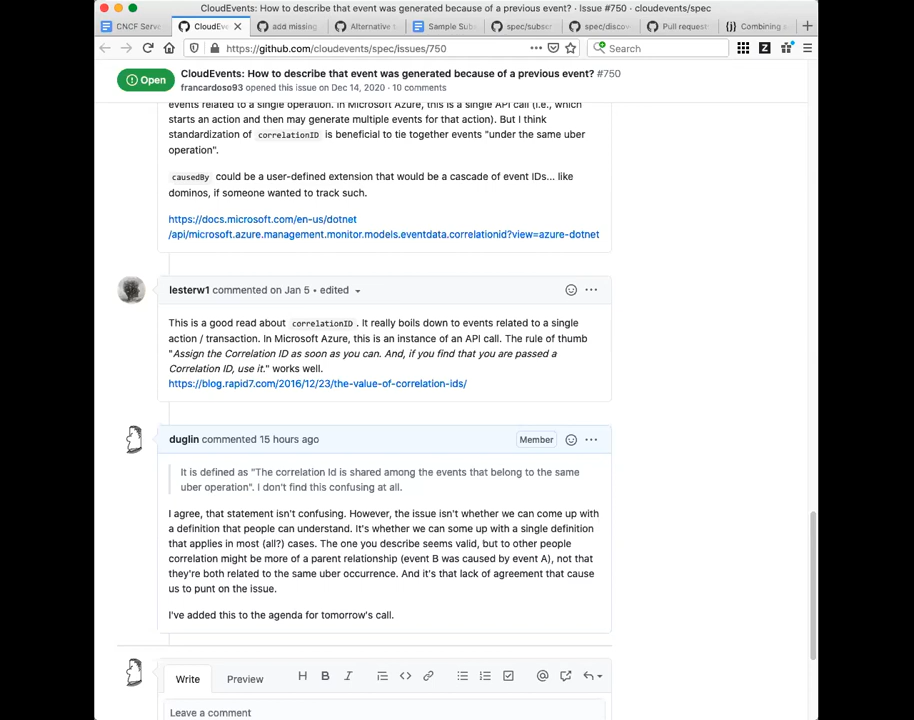 CloudEvents: How to describe that event was generated because of a previous event? · Issue #750 · cloudevents/spec
CNCF Serve
CloudEve
add missing
Alternative s
Sample Subs
spec/subscr
spec/discov
Pull request
{} Combining s
https://github.com/cloudevents/spec/issues/750
Search
Open
CloudEvents: How to describe that event was generated because of a previous event? #750
francardoso93 opened this issue on Dec 14, 2020 · 10 comments
events related to a single operation. In Microsoft Azure, this is a single API call (i.e., which
starts an action and then may generate multiple events for that action). But I think
standardization of correlationID is beneficial to tie together events "under the same uber
operation".
causedBy could be a user-defined extension that would be a cascade of event IDs... like
dominos, if someone wanted to track such.
https://docs.microsoft.com/en-us/dotnet
/api/microsoft.azure.management.monitor.models.eventdata.correlationid?view=azure-dotnet
lesterw1 commented on Jan 5 • edited
This is a good read about correlationID. It really boils down to events related to a single
action / transaction. In Microsoft Azure, this is an instance of an API call. The rule of thumb
"Assign the Correlation ID as soon as you can. And, if you find that you are passed a
Correlation ID, use it." works well.
https://blog.rapid7.com/2016/12/23/the-value-of-correlation-ids/
duglin commented 15 hours ago
Member
It is defined as "The correlation Id is shared among the events that belong to the same
uber operation". I don't find this confusing at all.
I agree, that statement isn't confusing. However, the issue isn't whether we can come up with
a definition that people can understand. It's whether we can some up with a single definition
that applies in most (all?) cases. The one you describe seems valid, but to other people
correlation might be more of a parent relationship (event B was caused by event A), not that
they're both related to the same uber occurrence. And it's that lack of agreement that cause
us to punt on the issue.
I've added this to the agenda for tomorrow's call.
Write
Preview
H B I
Leave a comment